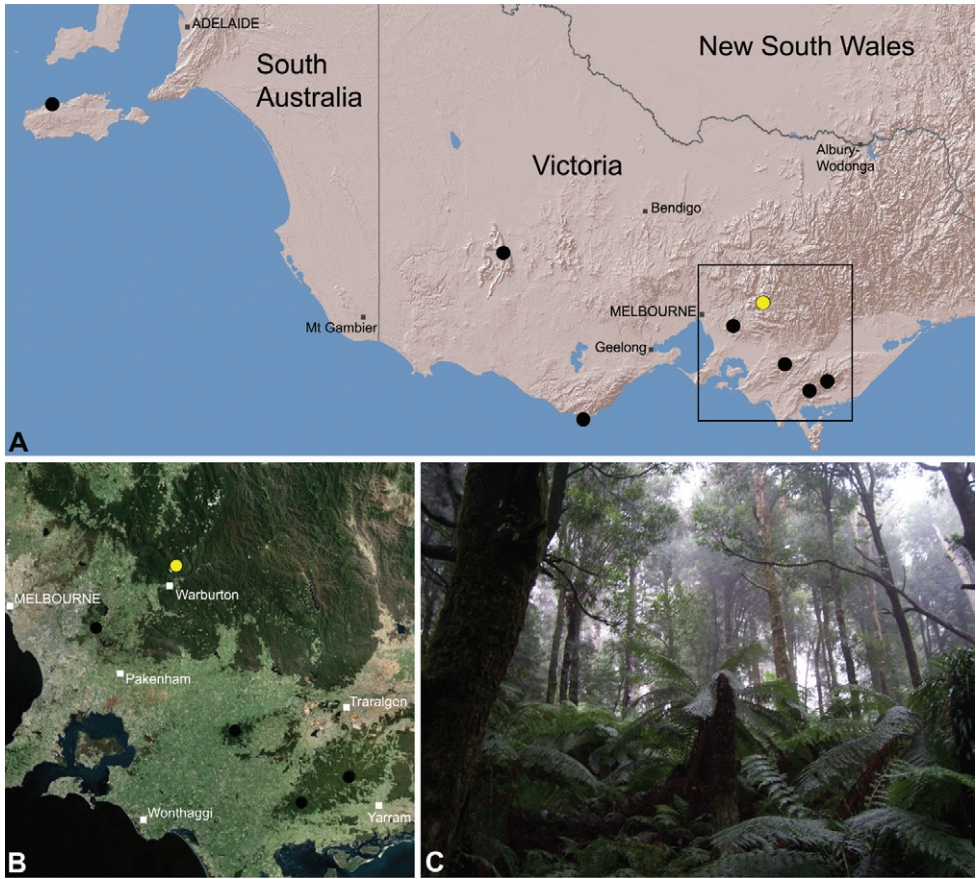 ADELAIDE
New South Wales
South
Australia
Albury-
Wodonga
Victoria
Bendigo
MELBOURNE
Mt Gambier
Geelong
A
MELBOURNE
Warburton
Pakenham
Traralgon
Wonthaggi
Yarram
B
C